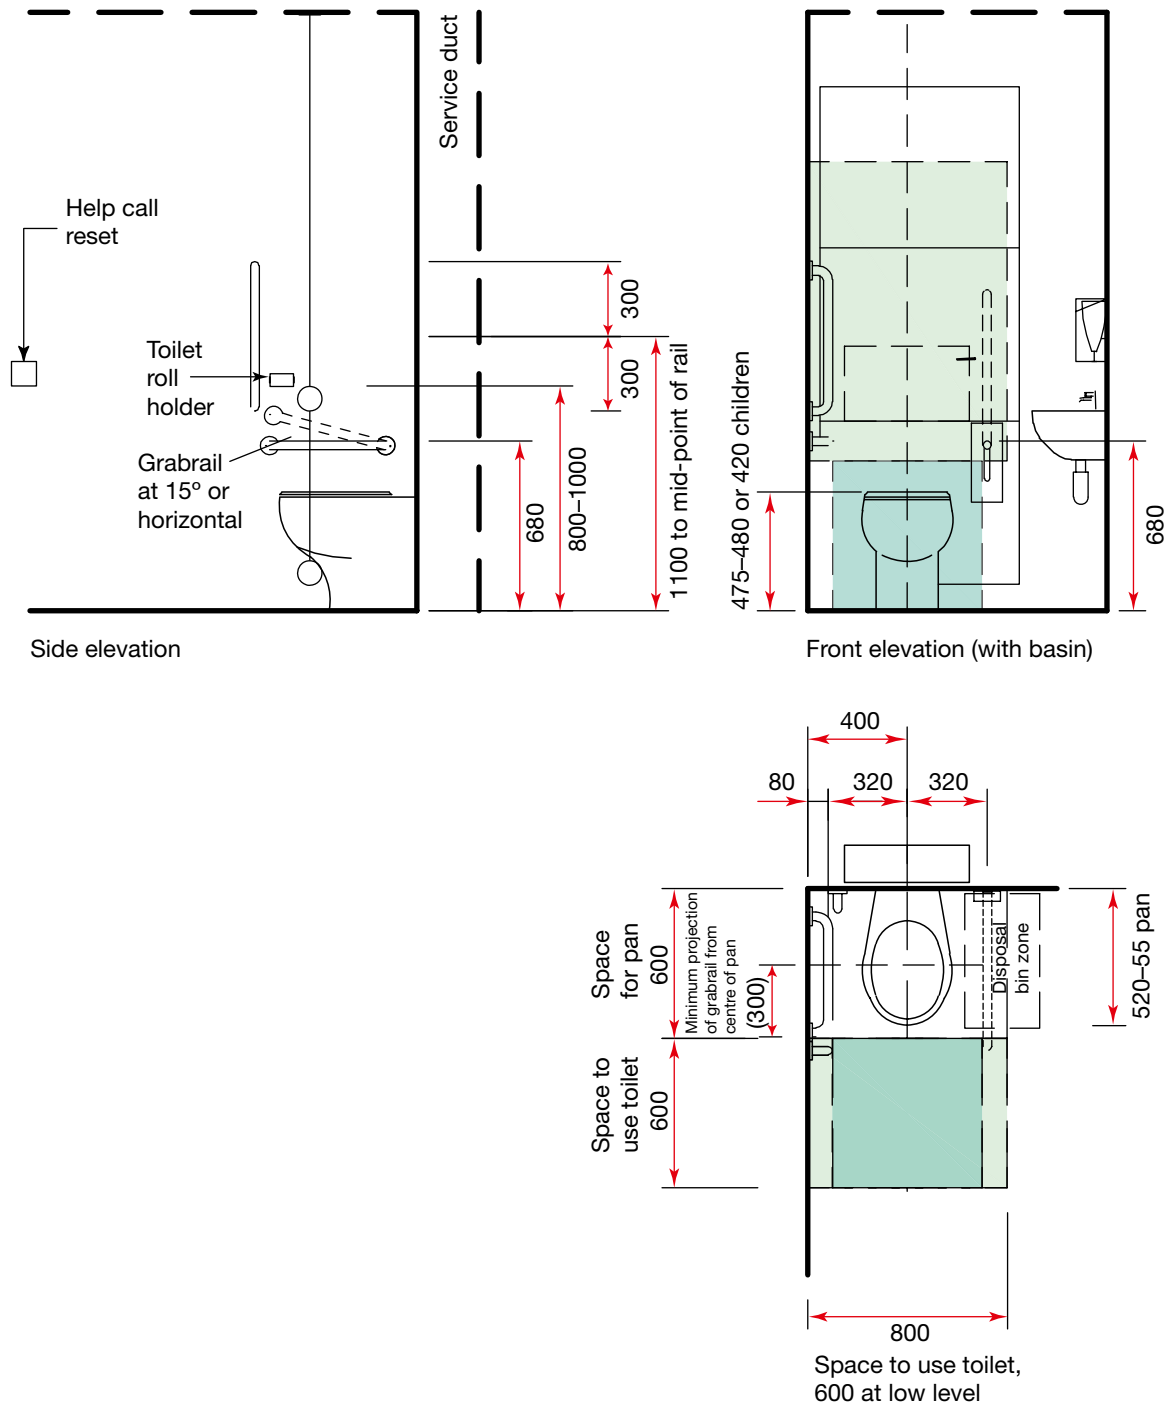 Service duct
Help call
reset
Toilet
roll
holder
Grabrail
at 15º or
horizontal
300
300
680
800–1000
1100 to mid-point of rail
Side elevation
475–480 or 420 children
680
Front elevation (with basin)
400
80
320
320
Space
for pan
600
Minimum projection
of grabrail from
centre of pan
(300)
Disposal
bin zone
520–55 pan
Space to
use toilet
600
800
Space to use toilet,
600 at low level